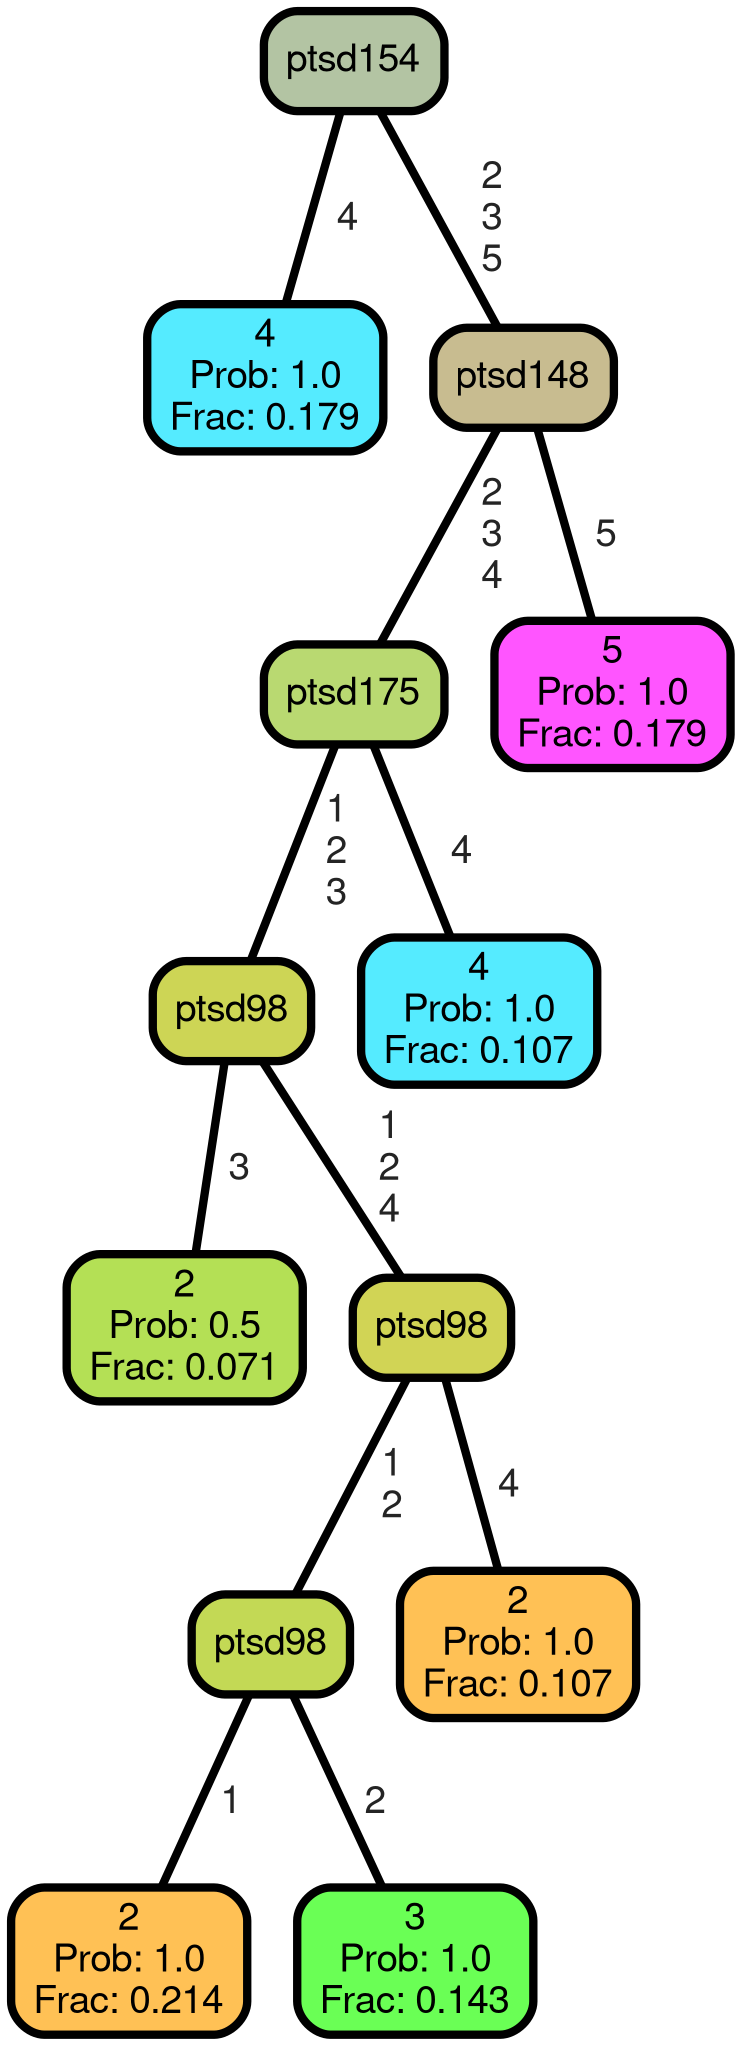 ptsd154
4
2
3
5
4
Prob: 1.0
Frac: 0.179
ptsd148
2
3
4
5
5
Prob: 1.0
Frac: 0.179
ptsd175
1
2
3
4
4
Prob: 1.0
Frac: 0.107
ptsd98
3
1
2
4
2
Prob: 0.5
Frac: 0.071
ptsd98
1
2
4
2
Prob: 1.0
Frac: 0.107
ptsd98
1
2
2
Prob: 1.0
Frac: 0.214
3
Prob: 1.0
Frac: 0.143